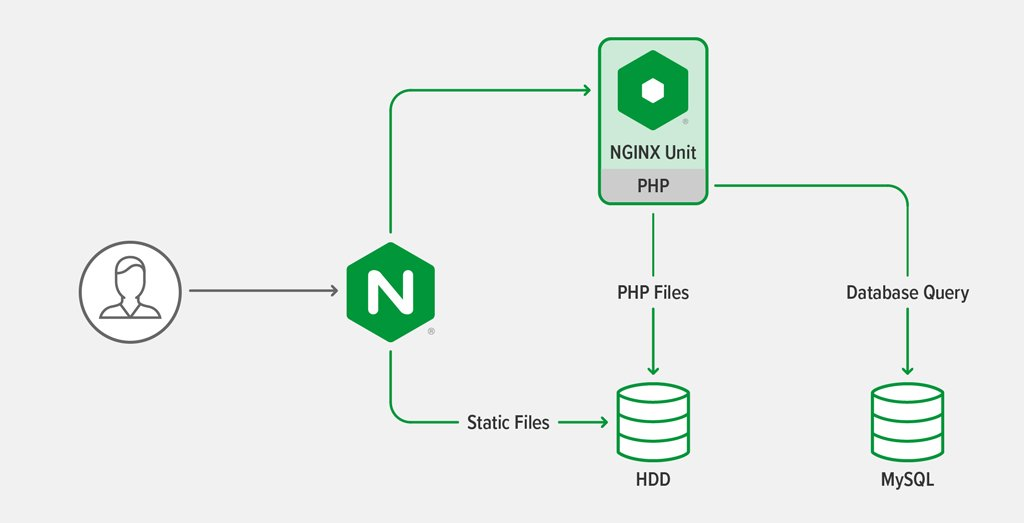 NGINX Unit
PHP
N
PHP Files
Database Query
Static Files
HDD
MySQL